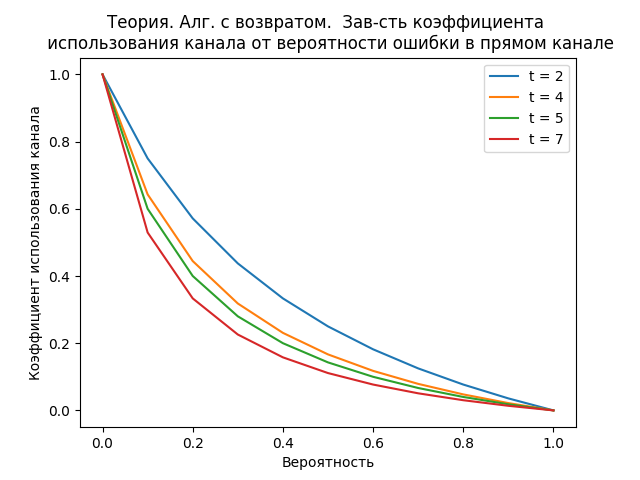 Теория. Алг. с возвратом.  Зав-сть коэффициента
использования канала от вероятности ошибки в прямом канале
Коэффициент использования канала
1.0
0.8
0.6
0.4
0.2
0.0
t = 2
t = 4
t = 5
t = 7
0.0 0.2 0.4 0.6 0.8 1.0
Вероятность